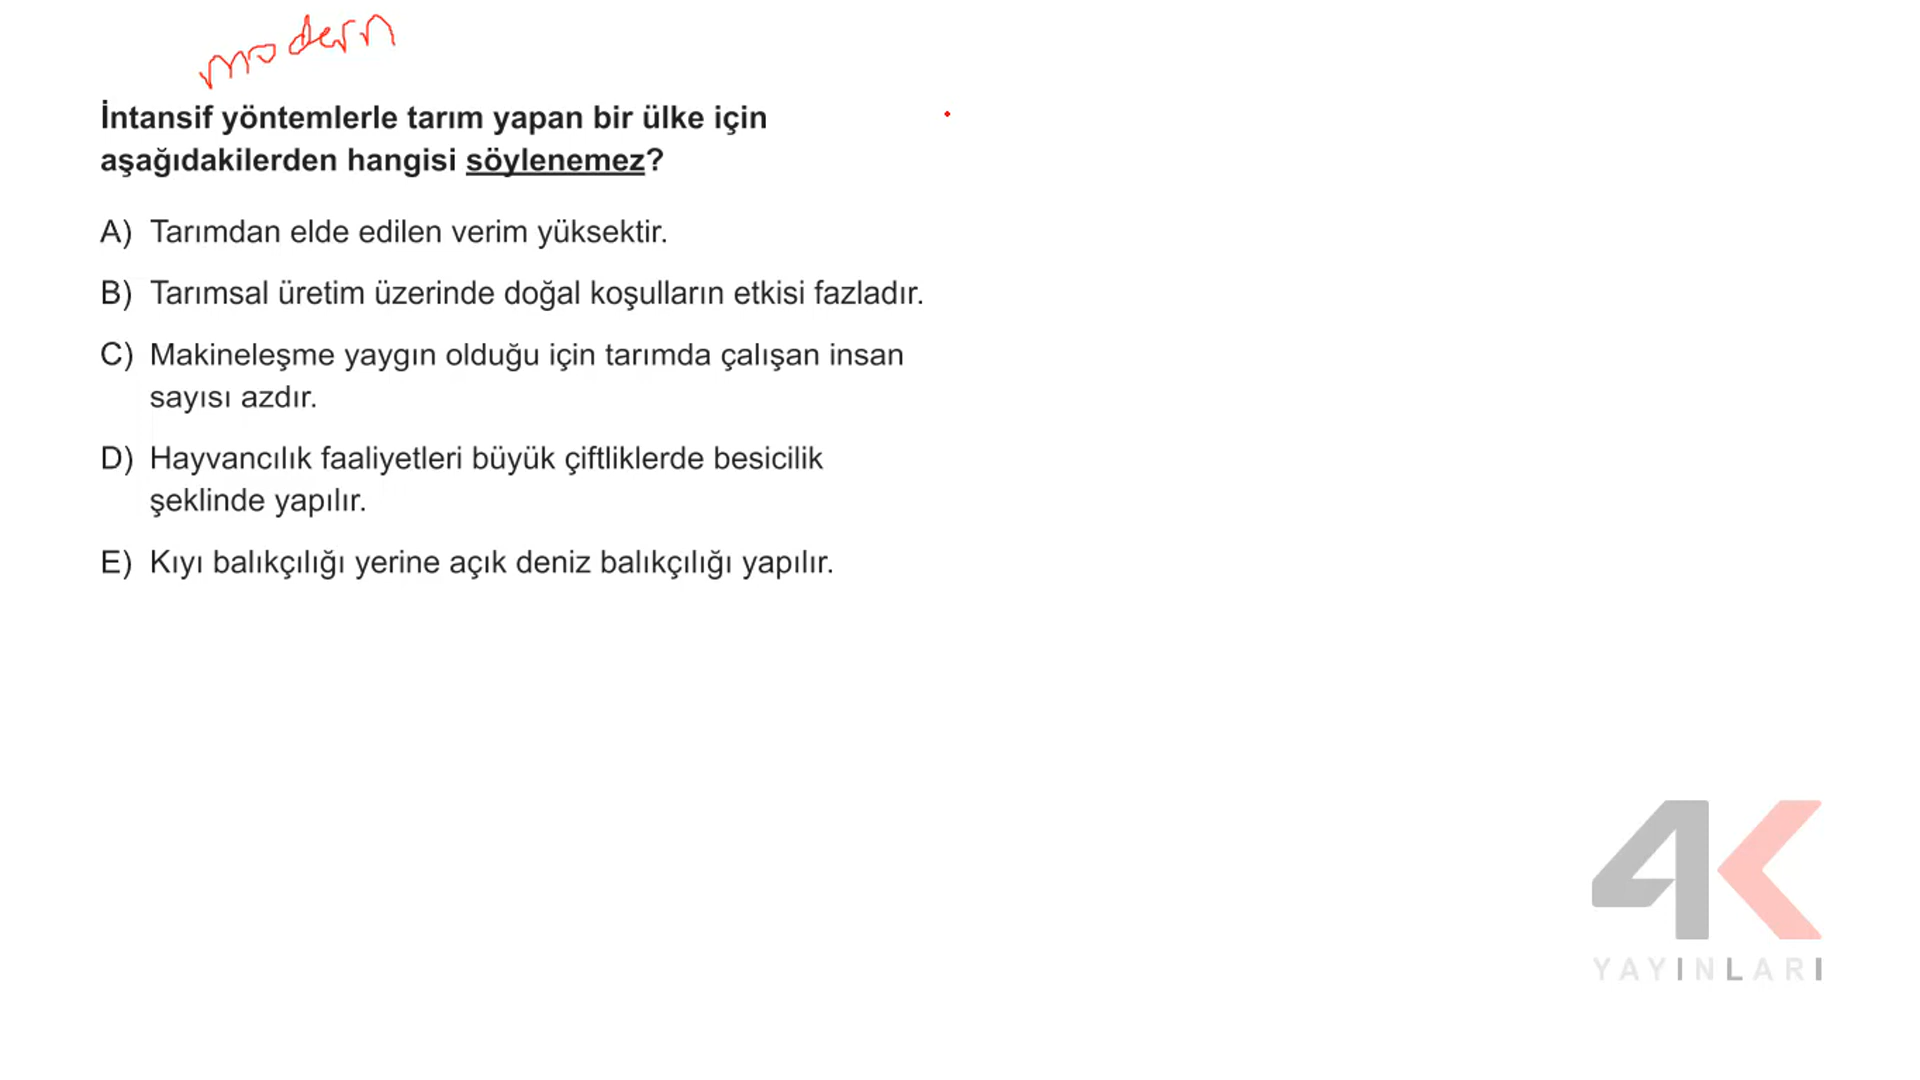 modern
İntansif yöntemlerle tarım yapan bir ülke için
aşağıdakilerden hangisi söylenemez?
A) Tarımdan elde edilen verim yüksektir.
B) Tarımsal üretim üzerinde doğal koşulların etkisi fazladır.
C) Makineleşme yaygın olduğu için tarımda çalışan insan
sayısı azdır.
D) Hayvancılık faaliyetleri büyük çiftliklerde besicilik
şeklinde yapılır.
E) Kıyı balıkçılığı yerine açık deniz balıkçılığı yapılır.
4K
YAYINLARI